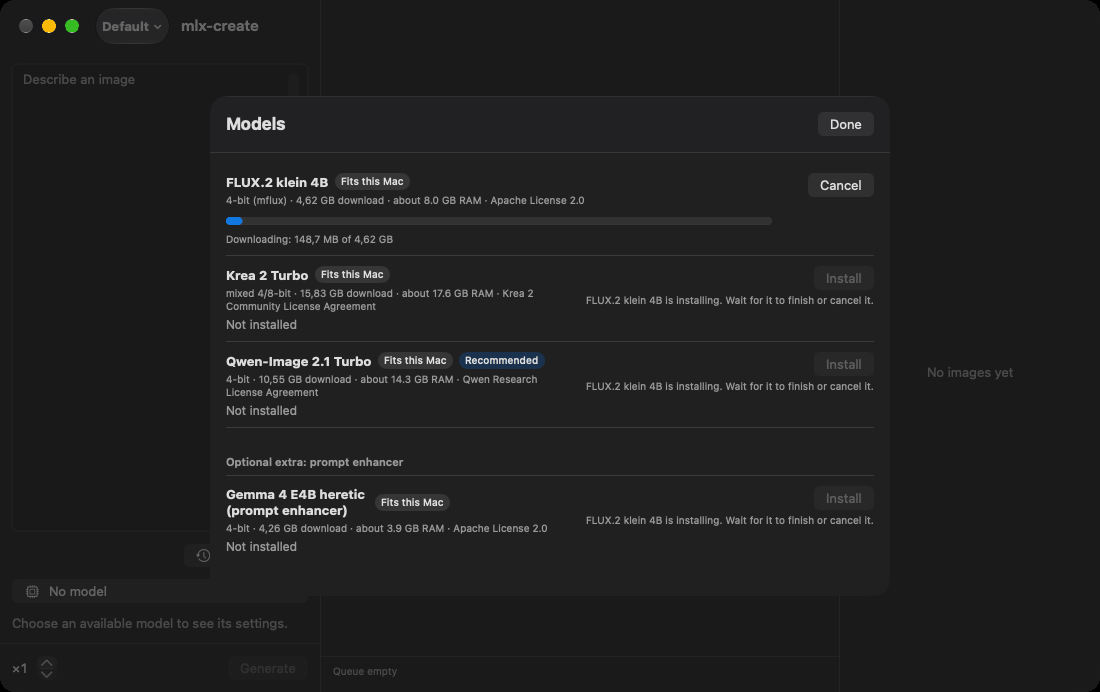 Default
mlx-create
Describe an image
Models
Done
FLUX.2 klein 4B
Fits this Mac
4-bit (mflux) · 4,62 GB download · about 8.0 GB RAM · Apache License 2.0
Cancel
Downloading: 148,7 MB of 4,62 GB
Krea 2 Turbo
Fits this Mac
mixed 4/8-bit · 15,83 GB download · about 17.6 GB RAM · Krea 2
Community License Agreement
Not installed
Install
FLUX.2 klein 4B is installing. Wait for it to finish or cancel it.
Qwen-Image 2.1 Turbo
Fits this Mac
Recommended
4-bit · 10,55 GB download · about 14.3 GB RAM · Qwen Research
License Agreement
Not installed
Install
FLUX.2 klein 4B is installing. Wait for it to finish or cancel it.
Optional extra: prompt enhancer
Gemma 4 E4B heretic
(prompt enhancer)
Fits this Mac
4-bit · 4,26 GB download · about 3.9 GB RAM · Apache License 2.0
Not installed
Install
FLUX.2 klein 4B is installing. Wait for it to finish or cancel it.
No images yet
No model
Choose an available model to see its settings.
×1
Generate
Queue empty